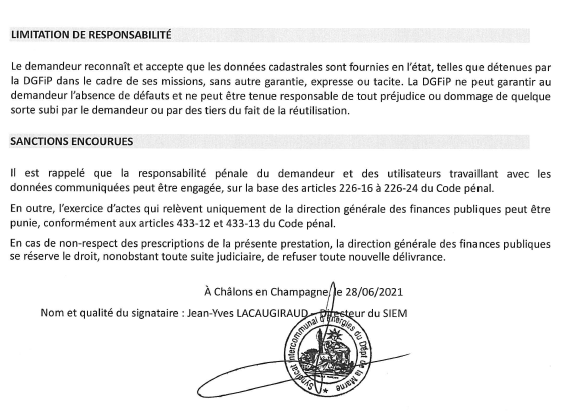 LIMITATION DE RESPONSABILITÉ
Le demandeur reconnaît et accepte que les données cadastrales sont fournies en l'état, telles que détenues par
la DGFiP dans le cadre de ses missions, sans autre garantie, expresse ou tacite. La DGFiP ne peut garantir au
demandeur l'absence de défauts et ne peut être tenue responsable de tout préjudice ou dommage de quelque
sorte subi par le demandeur ou par des tiers du fait de la réutilisation.
SANCTIONS ENCOURUES
Il est rappelé que la responsabilité pénale du demandeur et des utilisateurs travaillant avec les
données communiquées peut être engagée, sur la base des articles 226-16 à 226-24 du Code pénal.
En outre, l'exercice d'actes qui relèvent uniquement de la direction générale des finances publiques peut être
punie, conformément aux articles 433-12 et 433-13 du Code pénal.
En cas de non-respect des prescriptions de la présente prestation, la direction générale des finances publiques
se réserve le droit, nonobstant toute suite judiciaire, de refuser toute nouvelle délivrance.
À Châlons en Champagne, le 28/06/2021
Nom et qualité du signataire : Jean-Yves LACAUGIRAUD - Directeur du SIEM
Syndicat Intercommunal d'Energies du Dépt de la Marne